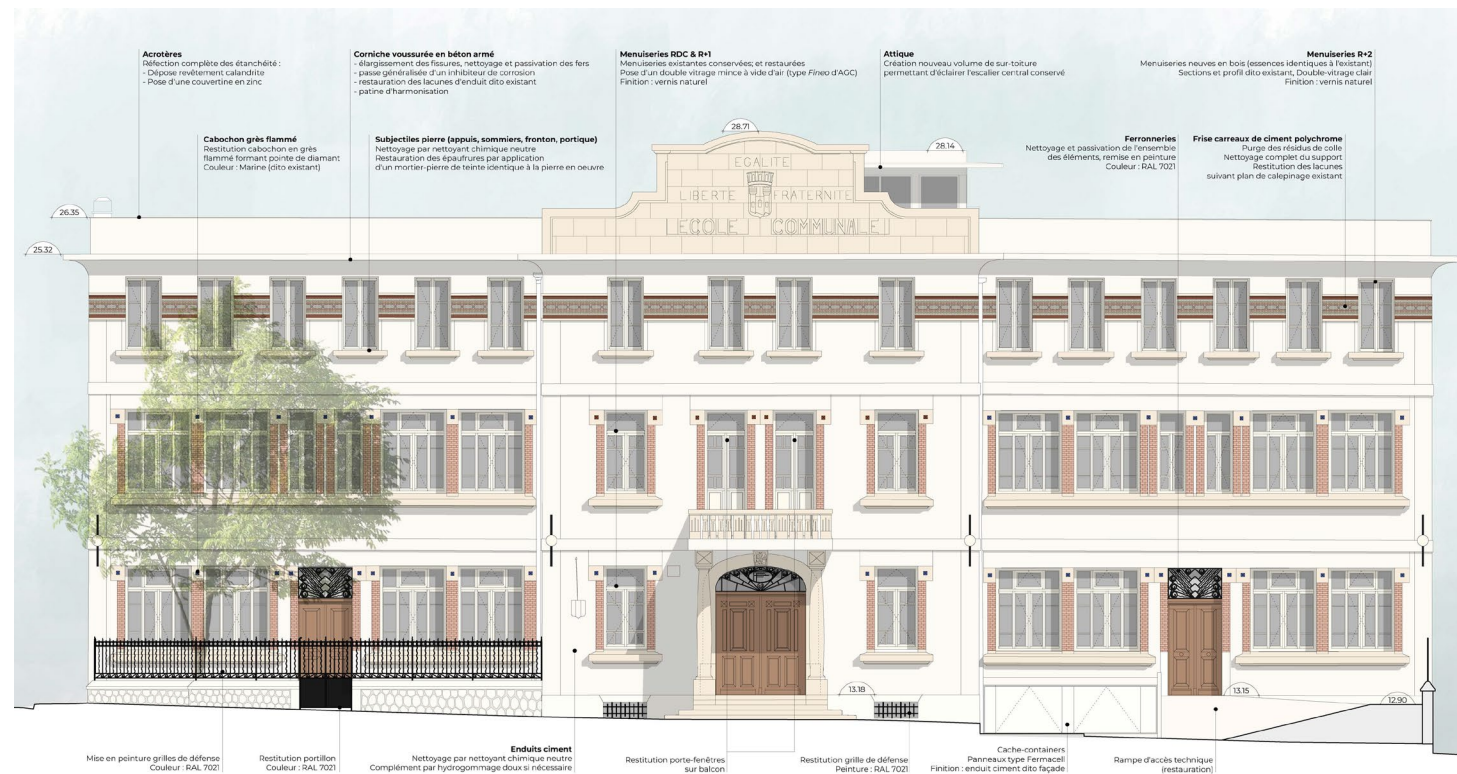 Acrotères
Réfection complète des étanchéité :
- Dépose revêtement calandrite
- Pose d'une couvertine en zinc
Corniche voussurée en béton armé
- élargissement des fissures, nettoyage et passivation des fers
- passe généralisée d'un inhibiteur de corrosion
- restauration des lacunes d'enduit dito existant
- patine d'harmonisation
Menuiseries RDC & R+1
Menuiseries existantes conservées; et restaurées
Pose d'un double vitrage mince à vide d'air (type Fineo d'AGC)
Finition : vernis naturel
Attique
Création nouveau volume de sur-toiture
permettant d'éclairer l'escalier central conservé
Menuiseries R+2
Menuiseries neuves en bois (essences identiques à l'existant)
Sections et profil dito existant, Double-vitrage clair
Finition : vernis naturel
Cabochon grès flammé
Restitution cabochon en grès
flammé formant pointe de diamant
Couleur : Marine (dito existant)
Subjectiles pierre (appuis, sommiers, fronton, portique)
Nettoyage par nettoyant chimique neutre
Restauration des épaufrures par application
d'un mortier-pierre de teinte identique à la pierre en oeuvre
Ferronneries
Nettoyage et passivation de l'ensemble
des éléments, remise en peinture
Couleur : RAL 7021
Frise carreaux de ciment polychrome
Purge des résidus de colle
Nettoyage complet du support
Restitution des lacunes
suivant plan de calepinage existant
28.71
28.14
26.35
25.32
EGALITE
LIBERTE FRATERNITE
ECOLE COMMUNALE
13.18
13.15
12.90
Mise en peinture grilles de défense
Couleur : RAL 7021
Restitution portillon
Couleur : RAL 7021
Enduits ciment
Nettoyage par nettoyant chimique neutre
Complément par hydrogommage doux si nécessaire
Restitution porte-fenêtres
sur balcon
Restitution grille de défense
Peinture : RAL 7021
Cache-containers
Panneaux type Fermacell
Finition : enduit ciment dito façade
Rampe d'accès technique
(restauration)